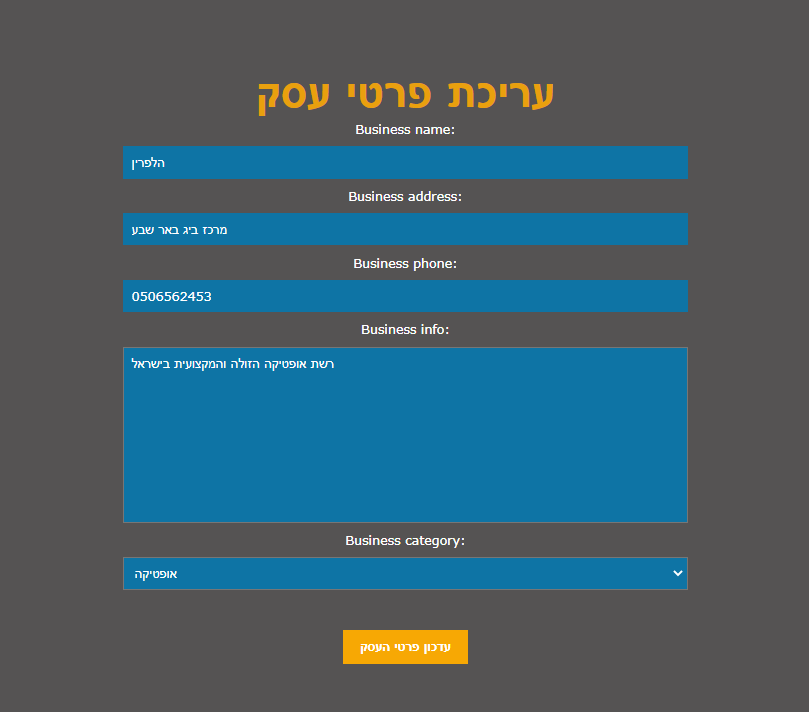 עריכת פרטי עסק
Business name:
הלפרין
Business address:
מרכז ביג באר שבע
Business phone:
0506562453
Business info:
רשת אופטיקה הזולה והמקצועית בישראל
Business category:
אופטיקה
עדכון פרטי העסק